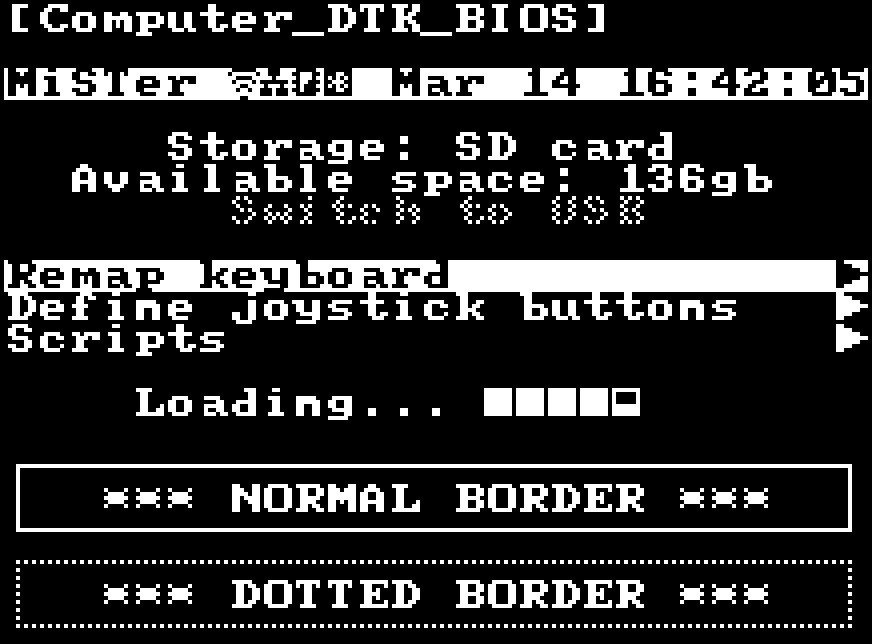 [Computer_DTK_BIOS]
MiSTer Mar 14 16:42:05
Storage: SD card
Available space: 136gb
Switch to USB
Remap keyboard
Define joystick buttons
Scripts
Loading...
*** NORMAL BORDER ***
*** DOTTED BORDER ***